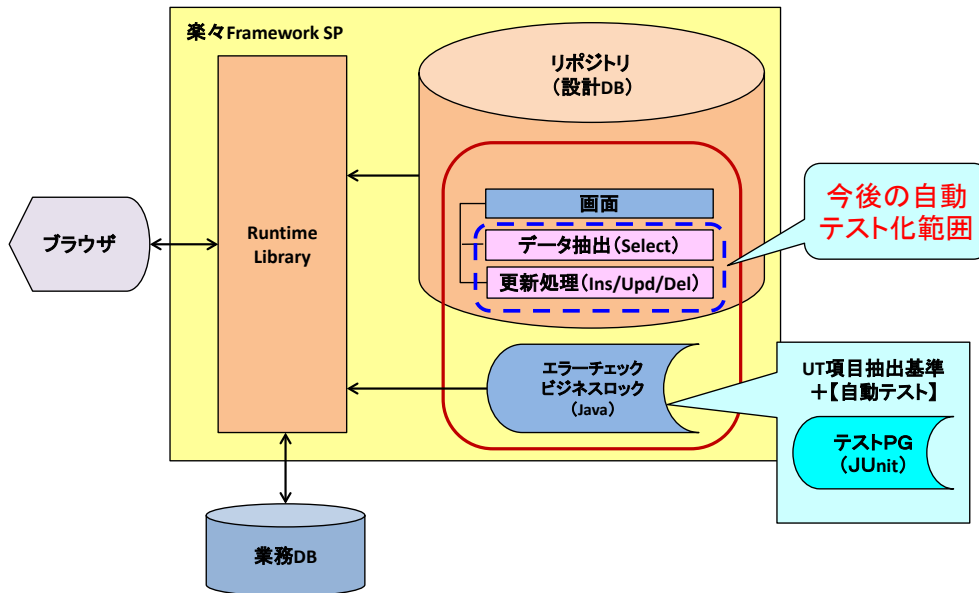 楽々Framework SP
リポジトリ
（設計DB）
Runtime
Library
ブラウザ
画面
データ抽出（Select）
更新処理（Ins/Upd/Del）
今後の自動
テスト化範囲
エラーチェック
ビジネスロック
（Java）
UT項目抽出基準
＋【自動テスト】
テストPG
（JUnit）
業務DB